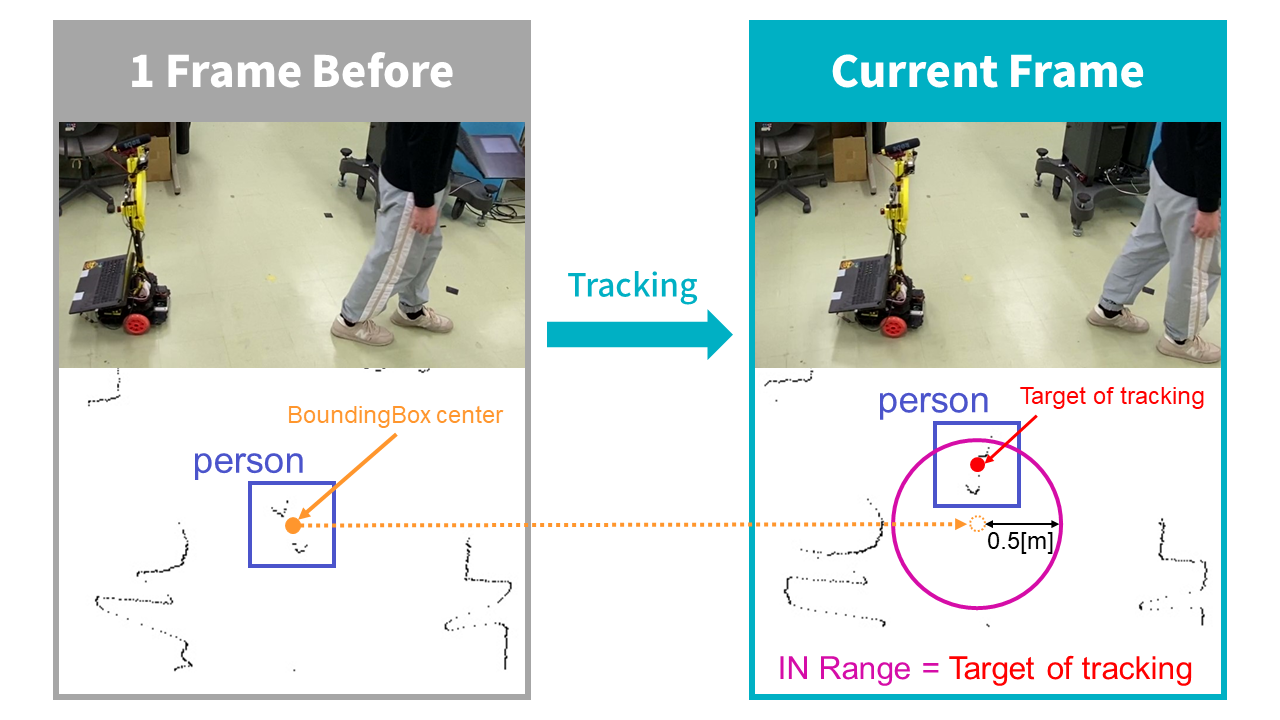 1 Frame Before
Current Frame
Tracking
BoundingBox center
person
person
Target of tracking
0.5[m]
IN Range = Target of tracking